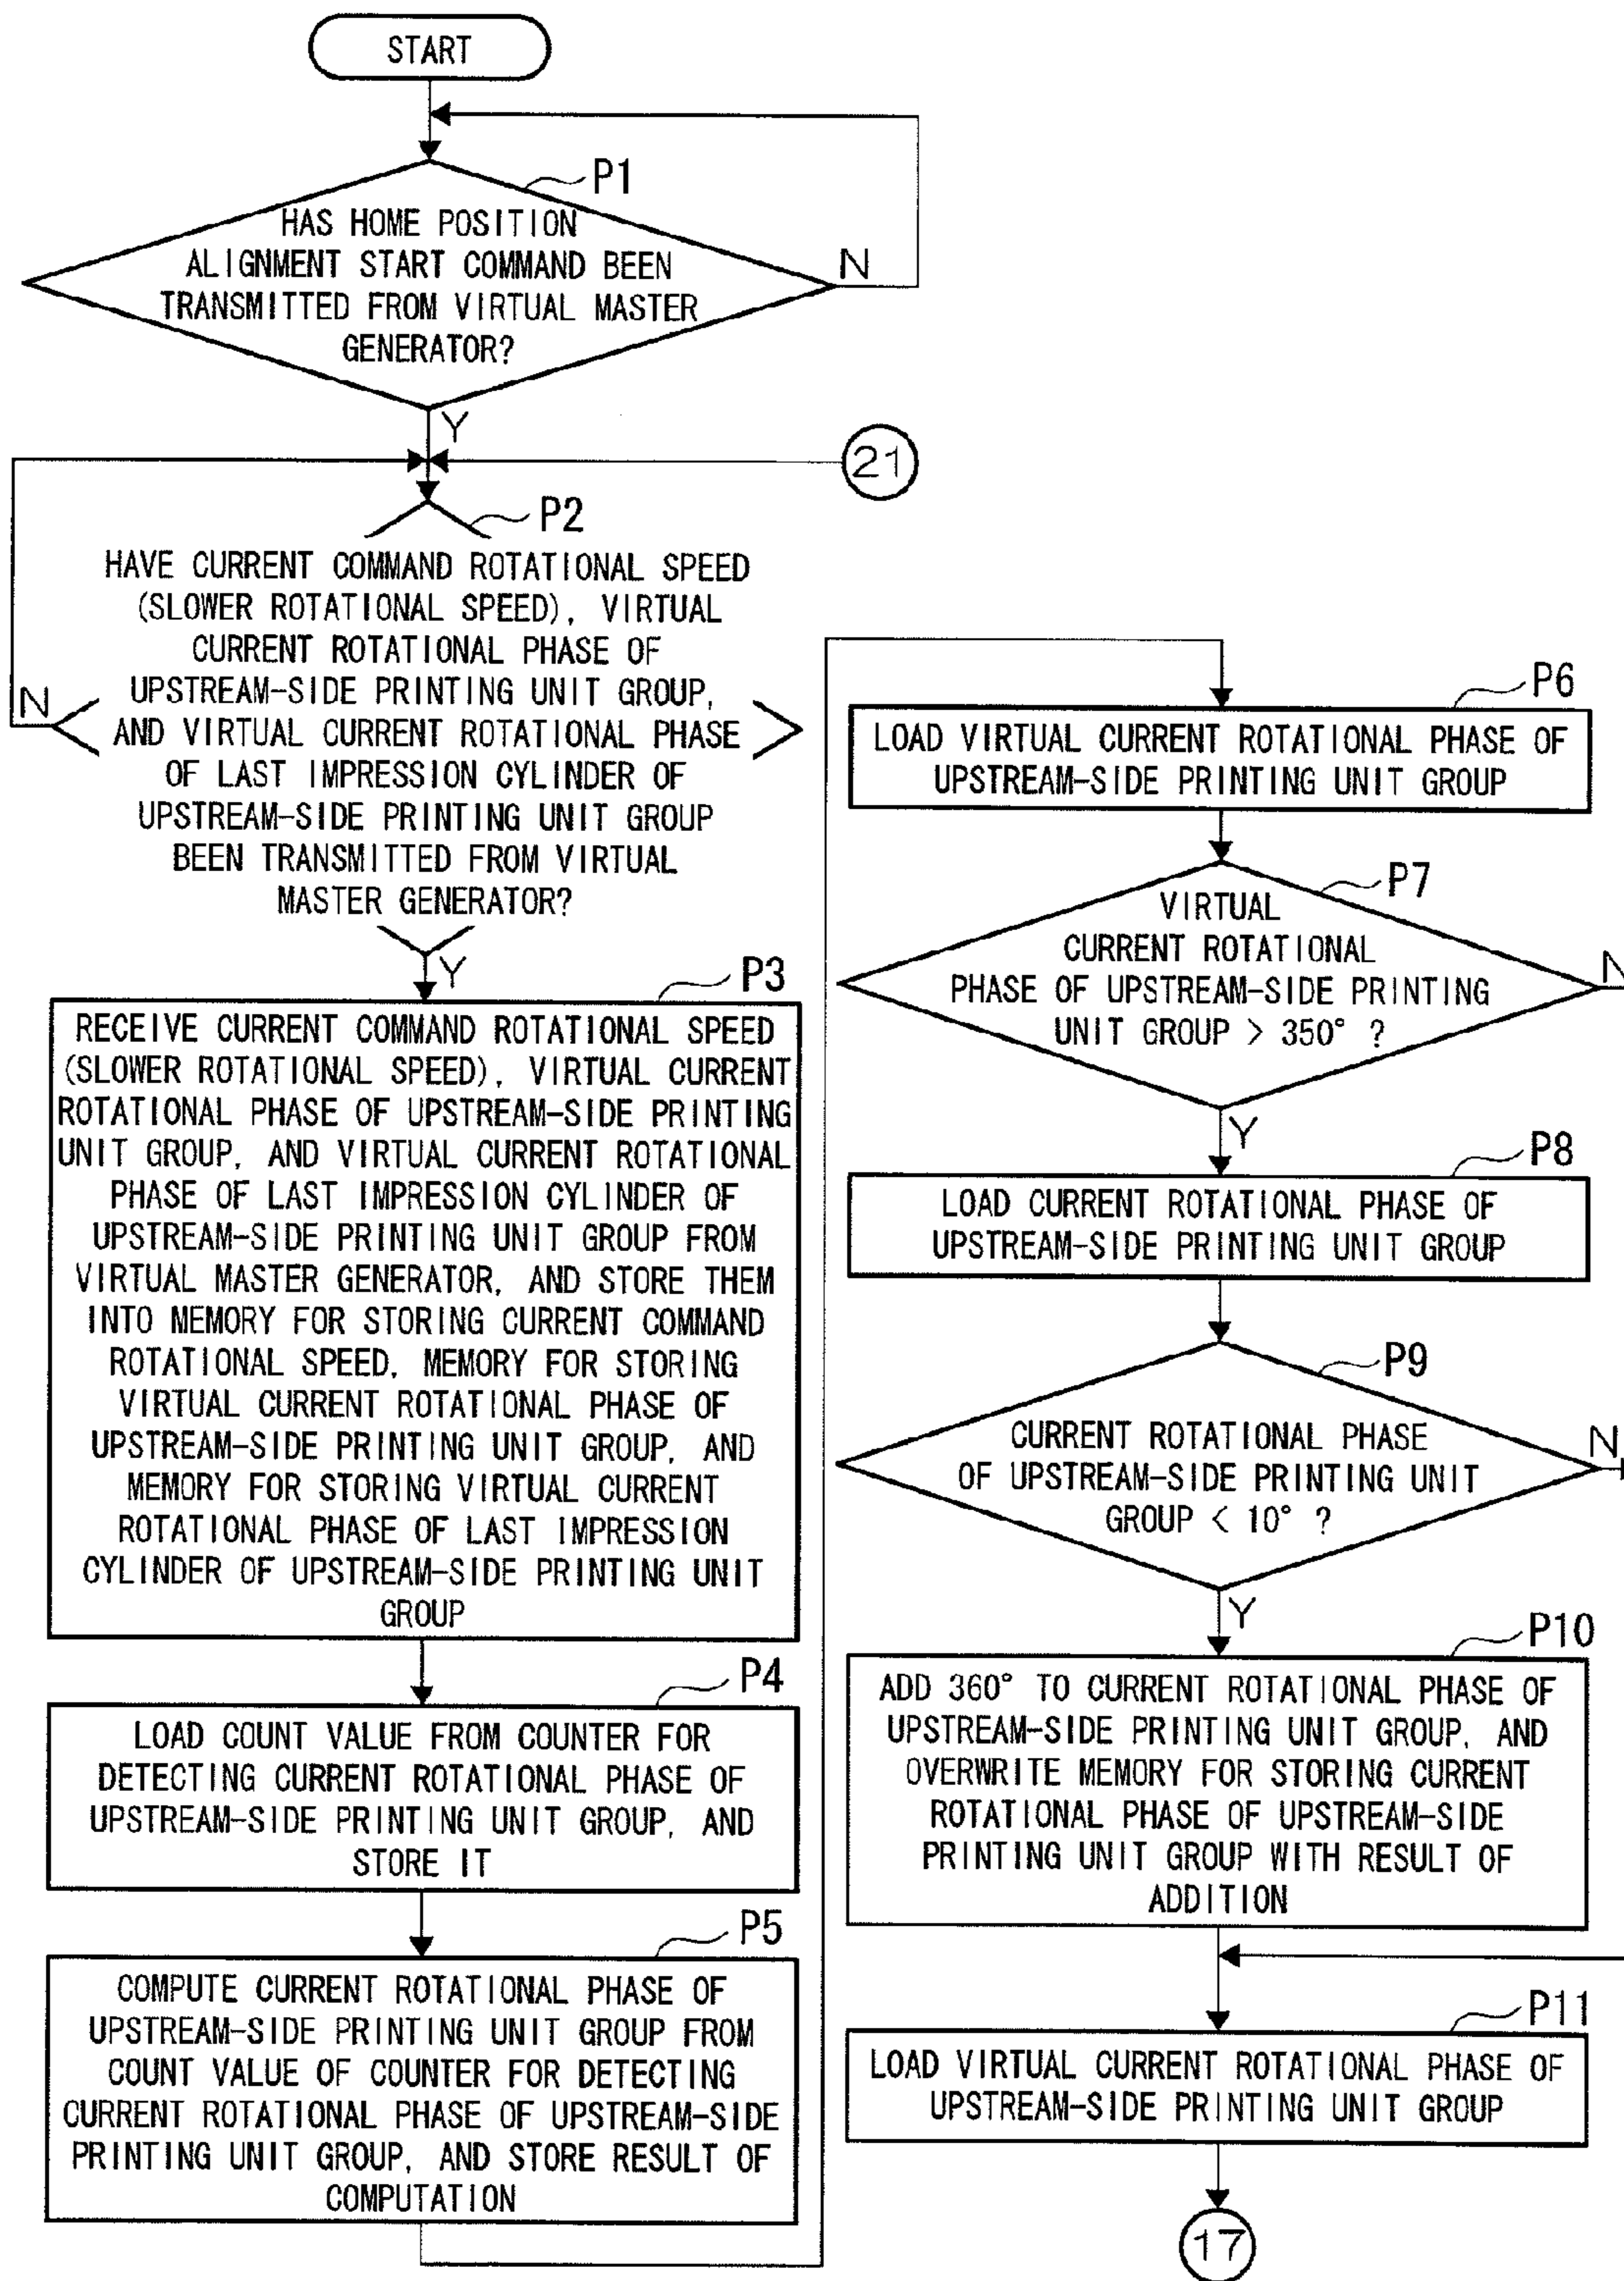 START
P1
HAS HOME POSITION
ALIGNMENT START COMMAND BEEN
TRANSMITTED FROM VIRTUAL MASTER
GENERATOR?
N
Y
21
P2
HAVE CURRENT COMMAND ROTATIONAL SPEED
(SLOWER ROTATIONAL SPEED), VIRTUAL
CURRENT ROTATIONAL PHASE OF
UPSTREAM-SIDE PRINTING UNIT GROUP,
AND VIRTUAL CURRENT ROTATIONAL PHASE
OF LAST IMPRESSION CYLINDER OF
UPSTREAM-SIDE PRINTING UNIT GROUP
BEEN TRANSMITTED FROM VIRTUAL
MASTER GENERATOR?
N
Y
P3
RECEIVE CURRENT COMMAND ROTATIONAL SPEED
(SLOWER ROTATIONAL SPEED), VIRTUAL CURRENT
ROTATIONAL PHASE OF UPSTREAM-SIDE PRINTING
UNIT GROUP, AND VIRTUAL CURRENT ROTATIONAL
PHASE OF LAST IMPRESSION CYLINDER OF
UPSTREAM-SIDE PRINTING UNIT GROUP FROM
VIRTUAL MASTER GENERATOR, AND STORE THEM
INTO MEMORY FOR STORING CURRENT COMMAND
ROTATIONAL SPEED, MEMORY FOR STORING
VIRTUAL CURRENT ROTATIONAL PHASE OF
UPSTREAM-SIDE PRINTING UNIT GROUP, AND
MEMORY FOR STORING VIRTUAL CURRENT
ROTATIONAL PHASE OF LAST IMPRESSION
CYLINDER OF UPSTREAM-SIDE PRINTING UNIT
GROUP
P4
LOAD COUNT VALUE FROM COUNTER FOR
DETECTING CURRENT ROTATIONAL PHASE OF
UPSTREAM-SIDE PRINTING UNIT GROUP, AND
STORE IT
P5
COMPUTE CURRENT ROTATIONAL PHASE OF
UPSTREAM-SIDE PRINTING UNIT GROUP FROM
COUNT VALUE OF COUNTER FOR DETECTING
CURRENT ROTATIONAL PHASE OF UPSTREAM-SIDE
PRINTING UNIT GROUP, AND STORE RESULT OF
COMPUTATION
P6
LOAD VIRTUAL CURRENT ROTATIONAL PHASE OF
UPSTREAM-SIDE PRINTING UNIT GROUP
P7
VIRTUAL
CURRENT ROTATIONAL
PHASE OF UPSTREAM-SIDE PRINTING
UNIT GROUP > 350° ?
N
Y
P8
LOAD CURRENT ROTATIONAL PHASE OF
UPSTREAM-SIDE PRINTING UNIT GROUP
P9
CURRENT ROTATIONAL PHASE
OF UPSTREAM-SIDE PRINTING UNIT
GROUP < 10° ?
N
Y
P10
ADD 360° TO CURRENT ROTATIONAL PHASE OF
UPSTREAM-SIDE PRINTING UNIT GROUP, AND
OVERWRITE MEMORY FOR STORING CURRENT
ROTATIONAL PHASE OF UPSTREAM-SIDE
PRINTING UNIT GROUP WITH RESULT OF
ADDITION
P11
LOAD VIRTUAL CURRENT ROTATIONAL PHASE OF
UPSTREAM-SIDE PRINTING UNIT GROUP
17